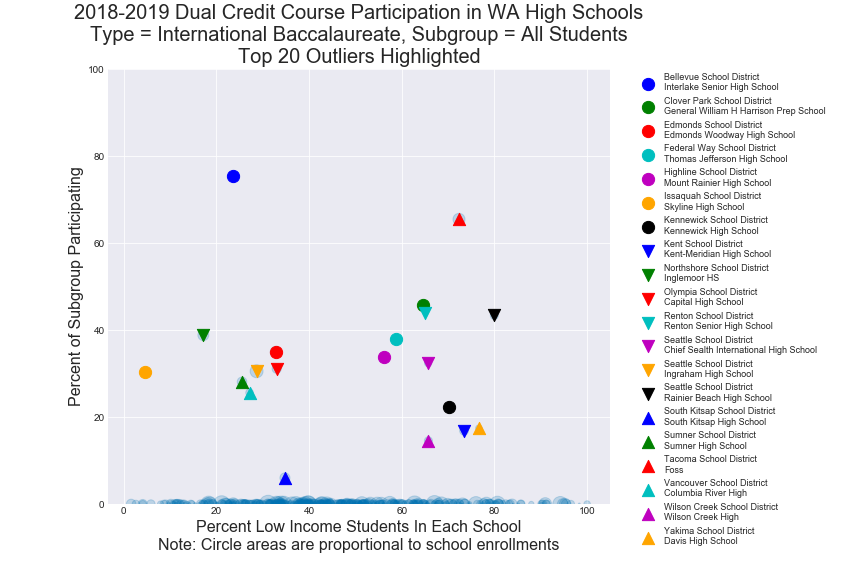 2018-2019 Dual Credit Course Participation in WA High Schools
Type = International Baccalaureate, Subgroup = All Students
Top 20 Outliers Highlighted
Percent of Subgroup Participating
100
80
60
40
20
0
0
20
40
60
80
100
Percent Low Income Students In Each School
Note: Circle areas are proportional to school enrollments
Bellevue School District
Interlake Senior High School
Clover Park School District
General William H Harrison Prep School
Edmonds School District
Edmonds Woodway High School
Federal Way School District
Thomas Jefferson High School
Highline School District
Mount Rainier High School
Issaquah School District
Skyline High School
Kennewick School District
Kennewick High School
Kent School District
Kent-Meridian High School
Northshore School District
Inglemoor HS
Olympia School District
Capital High School
Renton School District
Renton Senior High School
Seattle School District
Chief Sealth International High School
Seattle School District
Ingraham High School
Seattle School District
Rainier Beach High School
South Kitsap School District
South Kitsap High School
Sumner School District
Sumner High School
Tacoma School District
Foss
Vancouver School District
Columbia River High
Wilson Creek School District
Wilson Creek High
Yakima School District
Davis High School